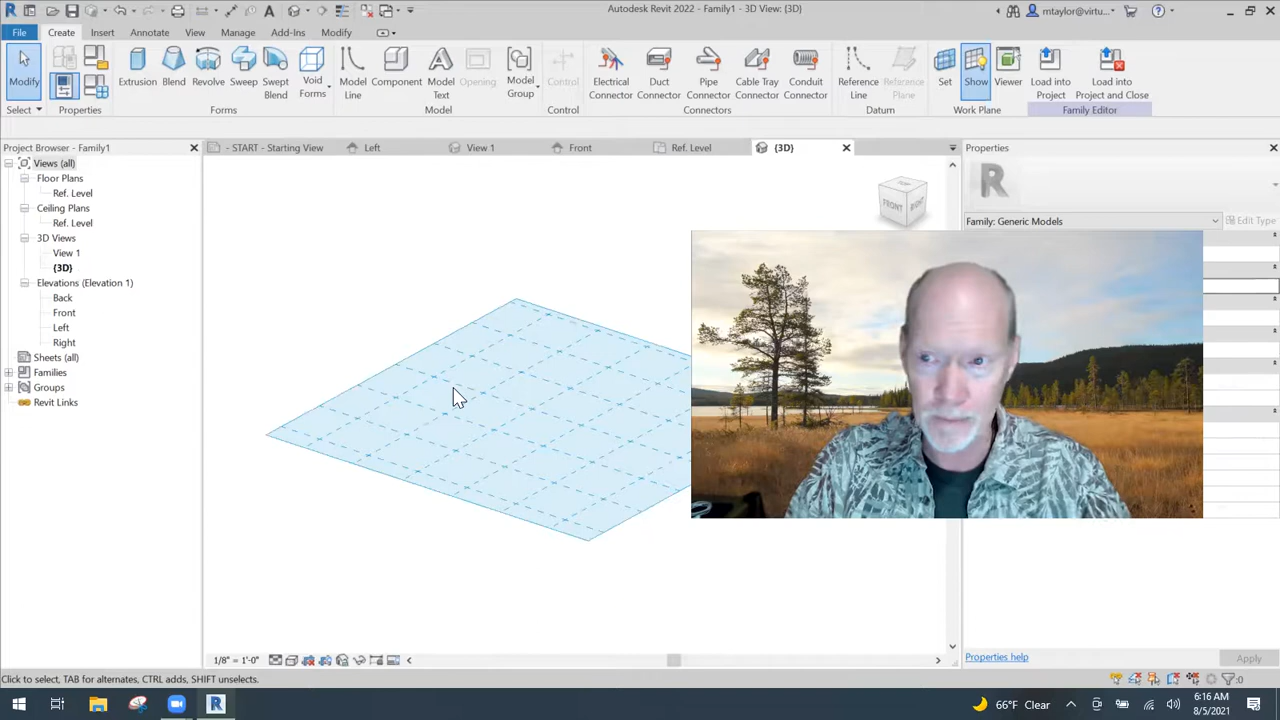 Autodesk Revit 2022 - Family1 - 3D View: {3D}
mtaylor@virtu...
File Create Insert Annotate View Manage Add-Ins Modify
Modify Extrusion Blend Revolve Sweep Swept Blend Void Forms Model Line Component Model Text Opening Model Group Control Electrical Connector Duct Connector Pipe Connector Cable Tray Connector Conduit Connector Reference Line Reference Plane Set Show Viewer Load into Project Load into Project and Close
Select Properties Forms Model Control Connectors Datum Work Plane Family Editor
Project Browser - Family1
- START - Starting View Left View 1 Front Ref. Level {3D}
Properties
Views (all)
Floor Plans
Ref. Level
Ceiling Plans
Ref. Level
3D Views
View 1
{3D}
Elevations (Elevation 1)
Back
Front
Left
Right
Sheets (all)
Families
Groups
Revit Links
TOP
FRONT
RIGHT
Family: Generic Models
Edit Type
1/8" = 1'-0"
Properties help
Apply
Click to select, TAB for alternates, CTRL adds, SHIFT unselects.
:0
66°F Clear
6:16 AM
8/5/2021